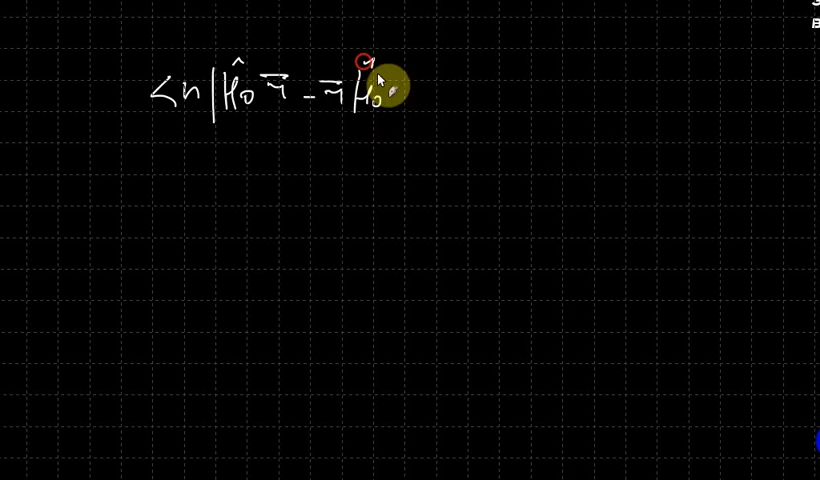 <n|Ĥ₀ r̅ - r̅ Ĥ₀